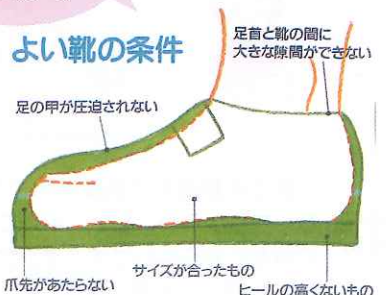 よい靴の条件
足首と靴の間に
大きな隙間ができない
足の甲が圧迫されない
爪先があたらない
サイズが合ったもの
ヒールの高くないもの